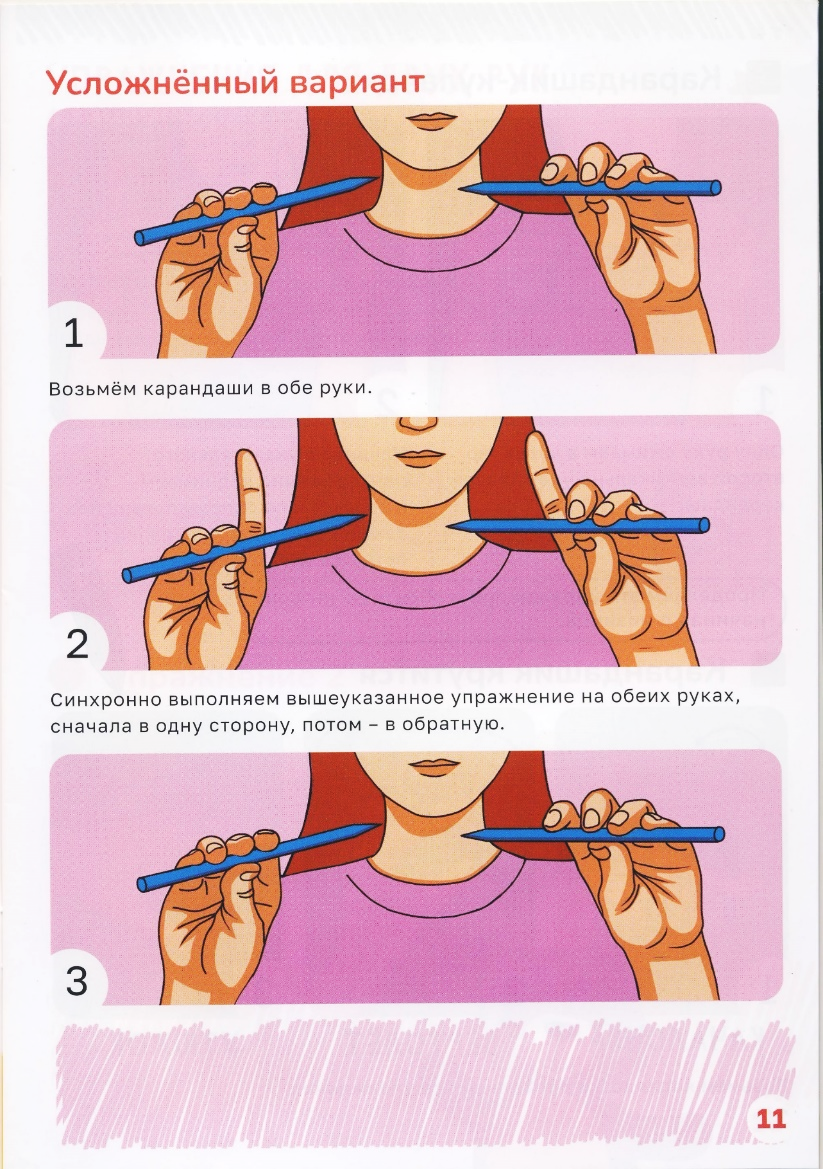 Усложнённый вариант
1
Возьмём карандаши в обе руки.
2
Синхронно выполняем вышеуказанное упражнение на обеих руках,
сначала в одну сторону, потом – в обратную.
3
11